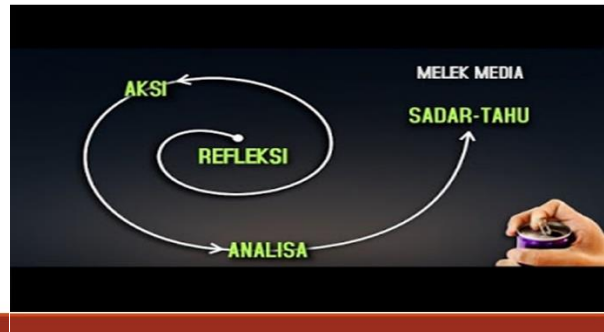 MELEK MEDIA
AKSI
SADAR-TAHU
REFLEKSI
ANALISA